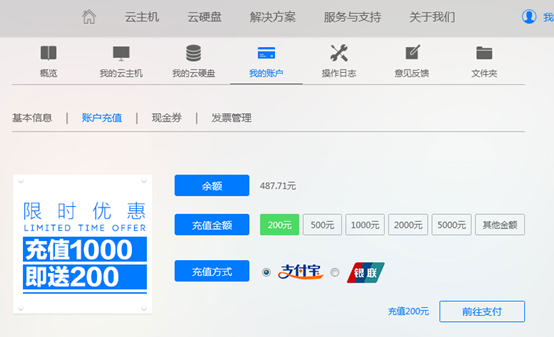 云主机 云硬盘 解决方案 服务与支持 关于我们
概览 我的云主机 我的云硬盘 我的账户 操作日志 意见反馈 文件夹
基本信息 | 账户充值 | 现金券 | 发票管理
限时优惠
LIMITED TIME OFFER
充值1000
即送200
余额 487.71元
充值金额 200元 500元 1000元 2000元 5000元 其他金额
充值方式 支付宝 银联
充值200元 前往支付